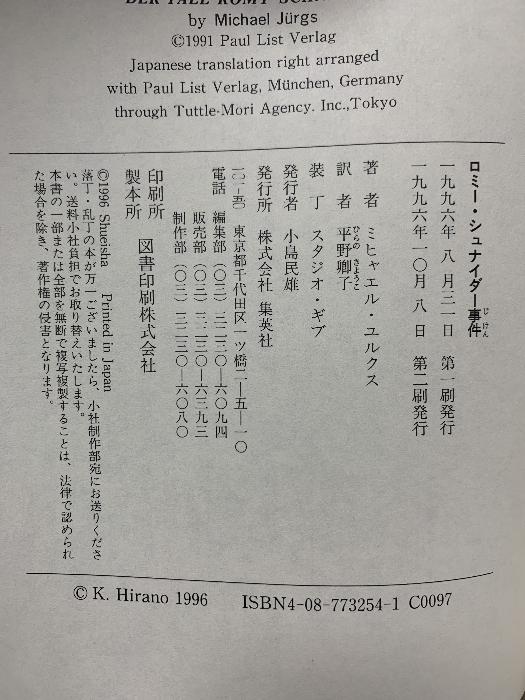 DER FALL ROMY SCHN
by Michael Jürgs
©1991 Paul List Verlag
Japanese translation right arranged
with Paul List Verlag, München, Germany
through Tuttle-Mori Agency. Inc.,Tokyo
ロミー・シュナイダー事件
じけん
一九九六年 八月三一日 第一刷発行
一九九六年一〇月 八日 第二刷発行
著者 ミヒャエル・ユルクス
訳者 平野卿子
ひらの きょうこ
装丁 スタジオ・ギブ
発行者 小島民雄
発行所 株式会社 集英社
東京都千代田区一ツ橋二―五―一〇
電話 編集部(〇三)三二三〇―六〇九四
販売部(〇三)三二三〇―六三九三
制作部(〇三)三二三〇―六〇八〇
印刷所
製本所 図書印刷株式会社
©1996 Shueisha Printed in Japan
落丁・乱丁の本が万一ございましたら、小社制作部宛にお送りくださ
い。送料小社負担でお取り替えいたします。
本書の一部または全部を無断で複写複製することは、法律で認められ
た場合を除き、著作権の侵害となります。
© K. Hirano 1996 ISBN4-08-773254-1 C0097